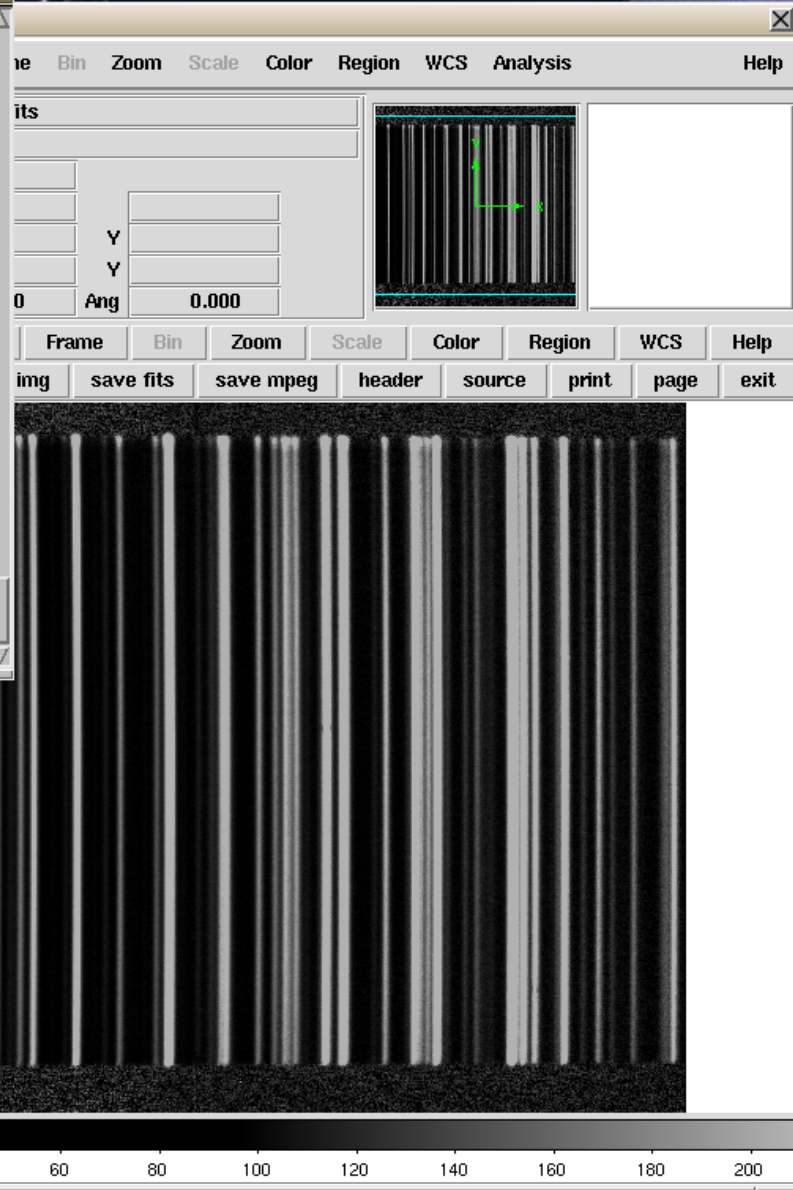 ne Bin Zoom Scale Color Region WCS Analysis Help
its
Y
X
Y
Y
0 Ang 0.000
Frame Bin Zoom Scale Color Region WCS Help
img save fits save mpeg header source print page exit
60 80 100 120 140 160 180 200